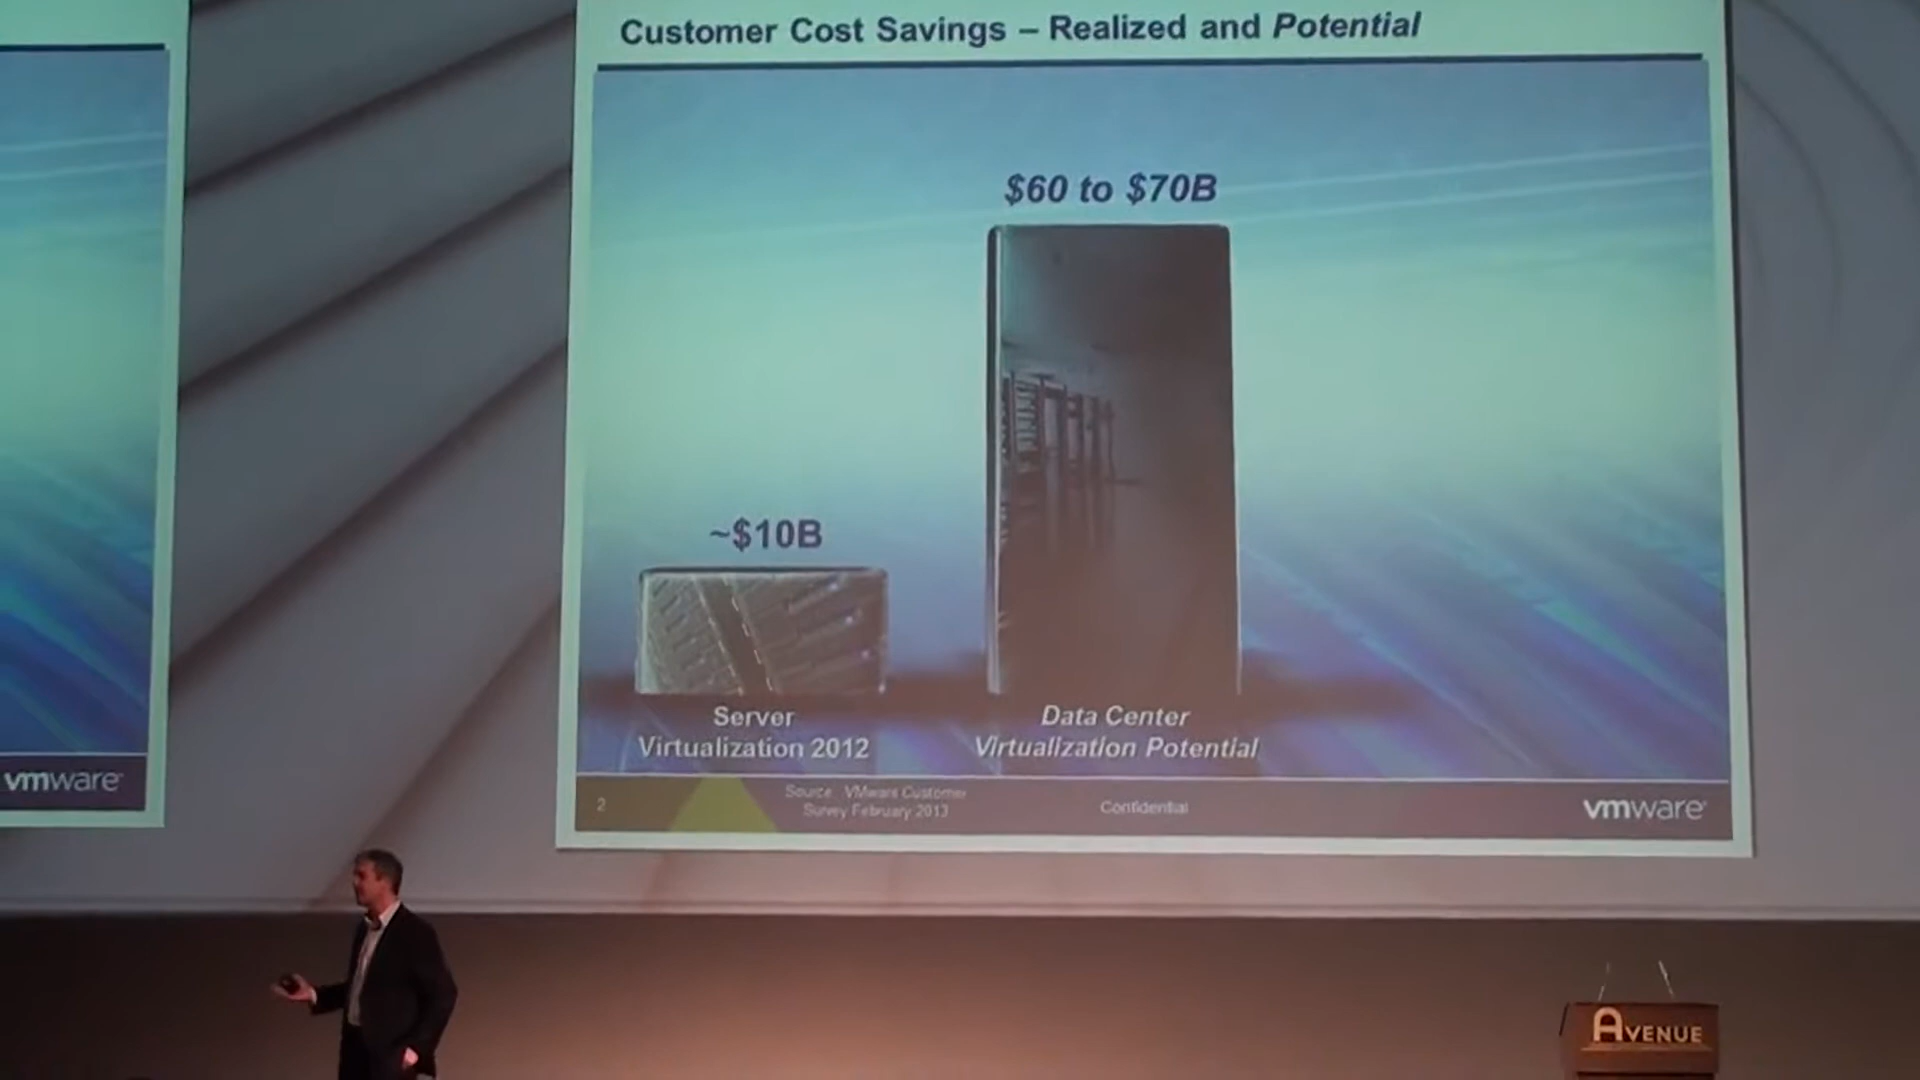 Customer Cost Savings – Realized and Potential
$60 to $70B
~$10B
Server
Virtualization 2012
Data Center
Virtualization Potential
vmware
2
Source : VMware Customer
Survey February 2013
Confidential
vmware
AVENUE